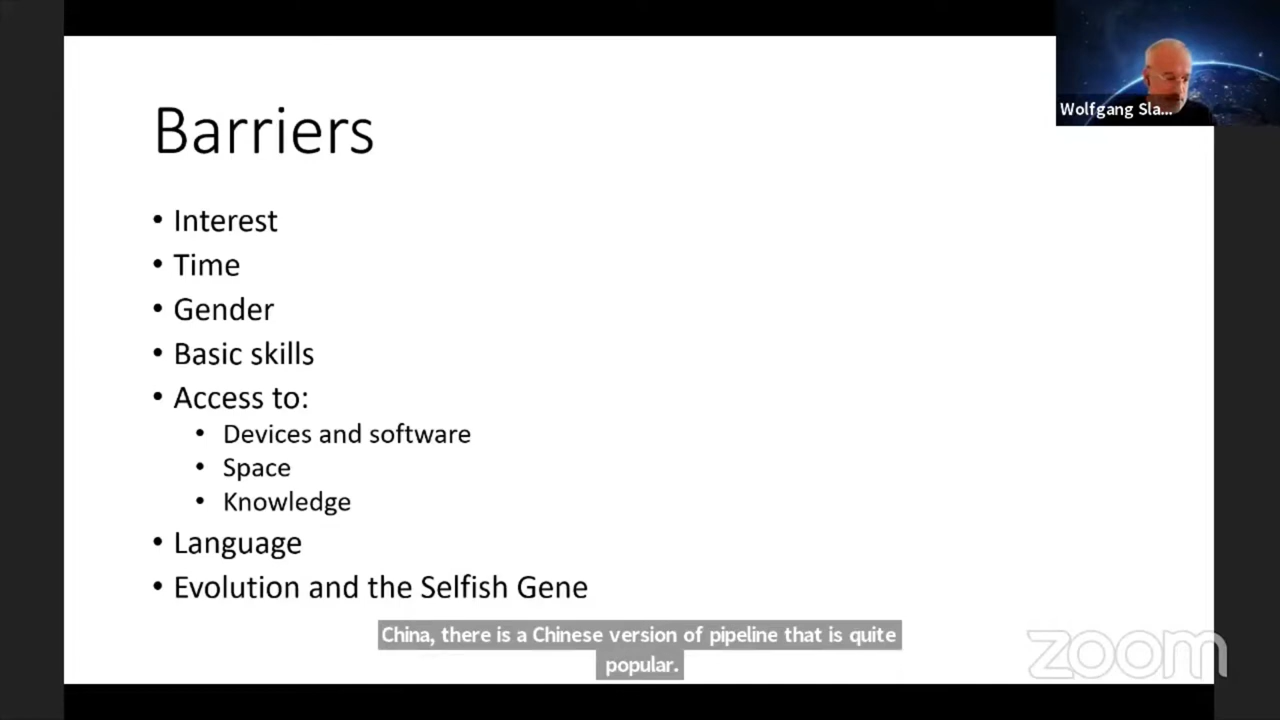 Wolfgang Sla...
Barriers
• Interest
• Time
• Gender
• Basic skills
• Access to:
• Devices and software
• Space
• Knowledge
• Language
• Evolution and the Selfish Gene
China, there is a Chinese version of pipeline that is quite
popular.
zoom